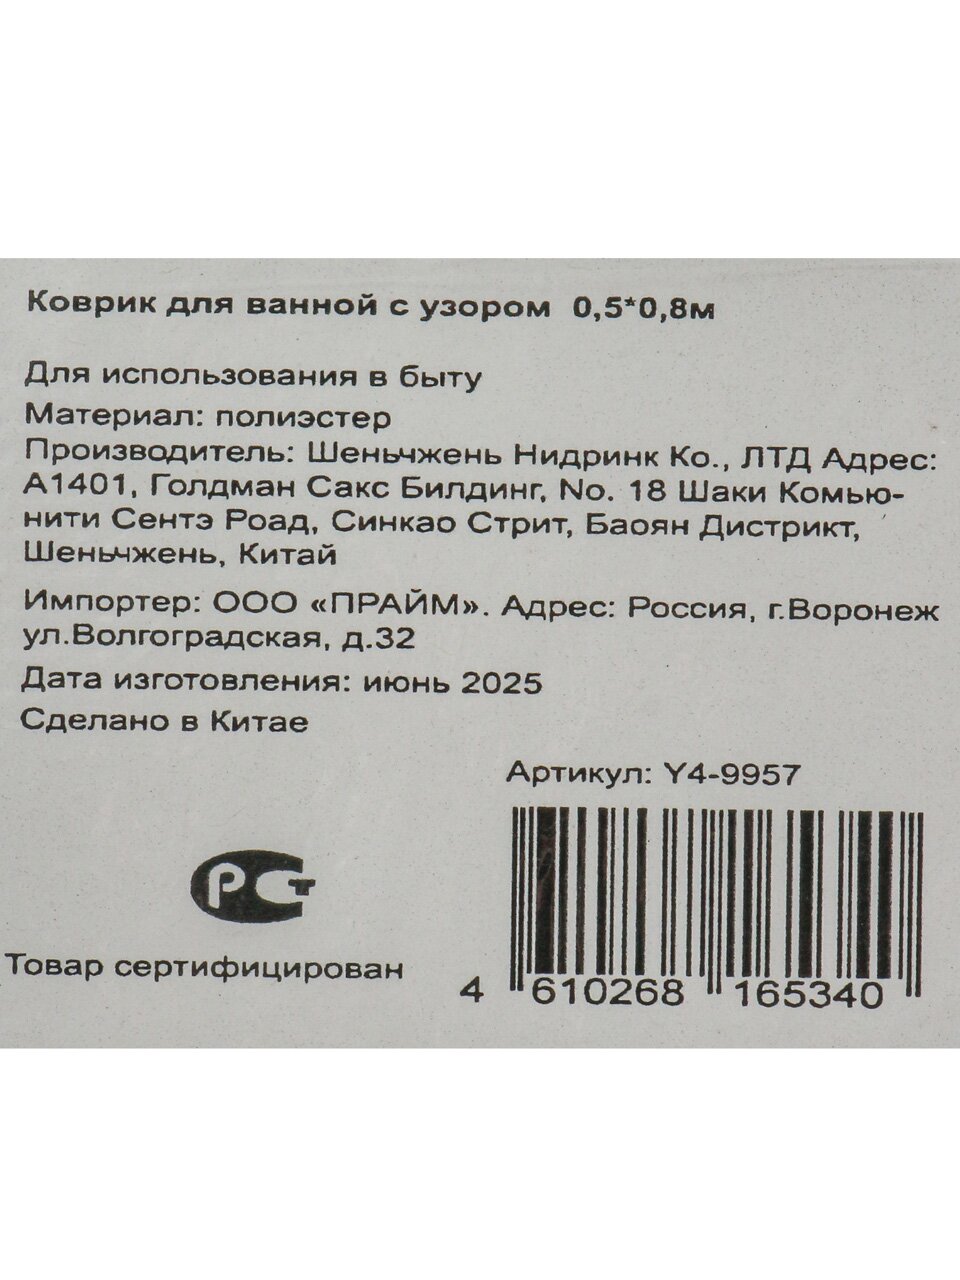 Коврик для ванной с узором 0,5*0,8м
Для использования в быту
Материал: полиэстер
Производитель: Шеньчжень Нидринк Ко., ЛТД Адрес:
А1401, Голдман Сакс Билдинг, No. 18 Шаки Комью-
нити Сентэ Роад, Синкао Стрит, Баоян Дистрикт,
Шеньчжень, Китай
Импортер: ООО «ПРАЙМ». Адрес: Россия, г.Воронеж
ул.Волгоградская, д.32
Дата изготовления: июнь 2025
Сделано в Китае
Артикул: Y4-9957
РСТ
Товар сертифицирован
4 610268 165340